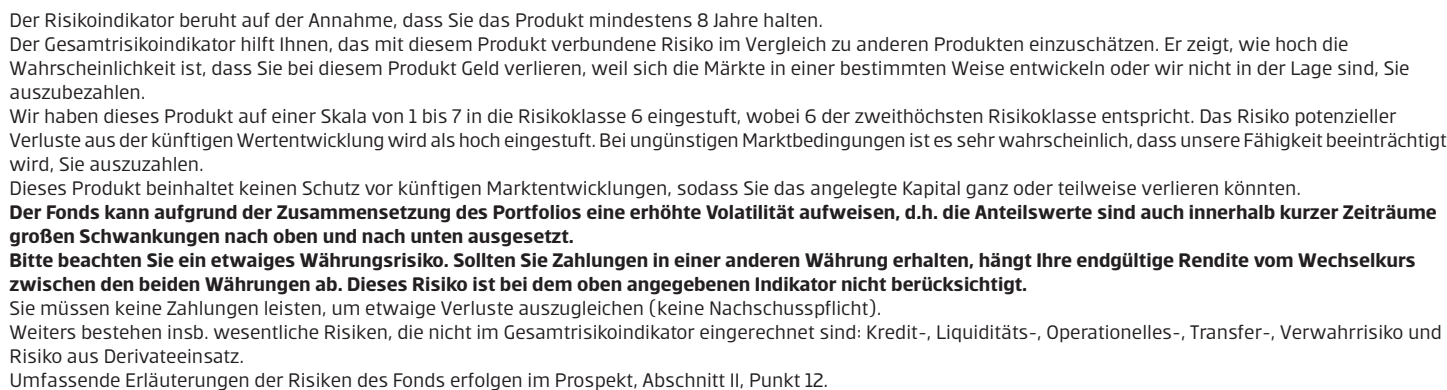 Der Risikoindikator beruht auf der Annahme, dass Sie das Produkt mindestens 8 Jahre halten.
Der Gesamtrisikoindikator hilft Ihnen, das mit diesem Produkt verbundene Risiko im Vergleich zu anderen Produkten einzuschätzen. Er zeigt, wie hoch die
Wahrscheinlichkeit ist, dass Sie bei diesem Produkt Geld verlieren, weil sich die Märkte in einer bestimmten Weise entwickeln oder wir nicht in der Lage sind, Sie
auszubezahlen.
Wir haben dieses Produkt auf einer Skala von 1 bis 7 in die Risikoklasse 6 eingestuft, wobei 6 der zweithöchsten Risikoklasse entspricht. Das Risiko potenzieller
Verluste aus der künftigen Wertentwicklung wird als hoch eingestuft. Bei ungünstigen Marktbedingungen ist es sehr wahrscheinlich, dass unsere Fähigkeit beeinträchtigt
wird, Sie auszuzahlen.
Dieses Produkt beinhaltet keinen Schutz vor künftigen Marktentwicklungen, sodass Sie das angelegte Kapital ganz oder teilweise verlieren könnten.
Der Fonds kann aufgrund der Zusammensetzung des Portfolios eine erhöhte Volatilität aufweisen, d.h. die Anteilswerte sind auch innerhalb kurzer Zeiträume
großen Schwankungen nach oben und nach unten ausgesetzt.
Bitte beachten Sie ein etwaiges Währungsrisiko. Sollten Sie Zahlungen in einer anderen Währung erhalten, hängt Ihre endgültige Rendite vom Wechselkurs
zwischen den beiden Währungen ab. Dieses Risiko ist bei dem oben angegebenen Indikator nicht berücksichtigt.
Sie müssen keine Zahlungen leisten, um etwaige Verluste auszugleichen (keine Nachschusspflicht).
Weiters bestehen insb. wesentliche Risiken, die nicht im Gesamtrisikoindikator eingerechnet sind: Kredit-, Liquiditäts-, Operationelles-, Transfer-, Verwahrrisiko und
Risiko aus Derivateeinsatz.
Umfassende Erläuterungen der Risiken des Fonds erfolgen im Prospekt, Abschnitt II, Punkt 12.